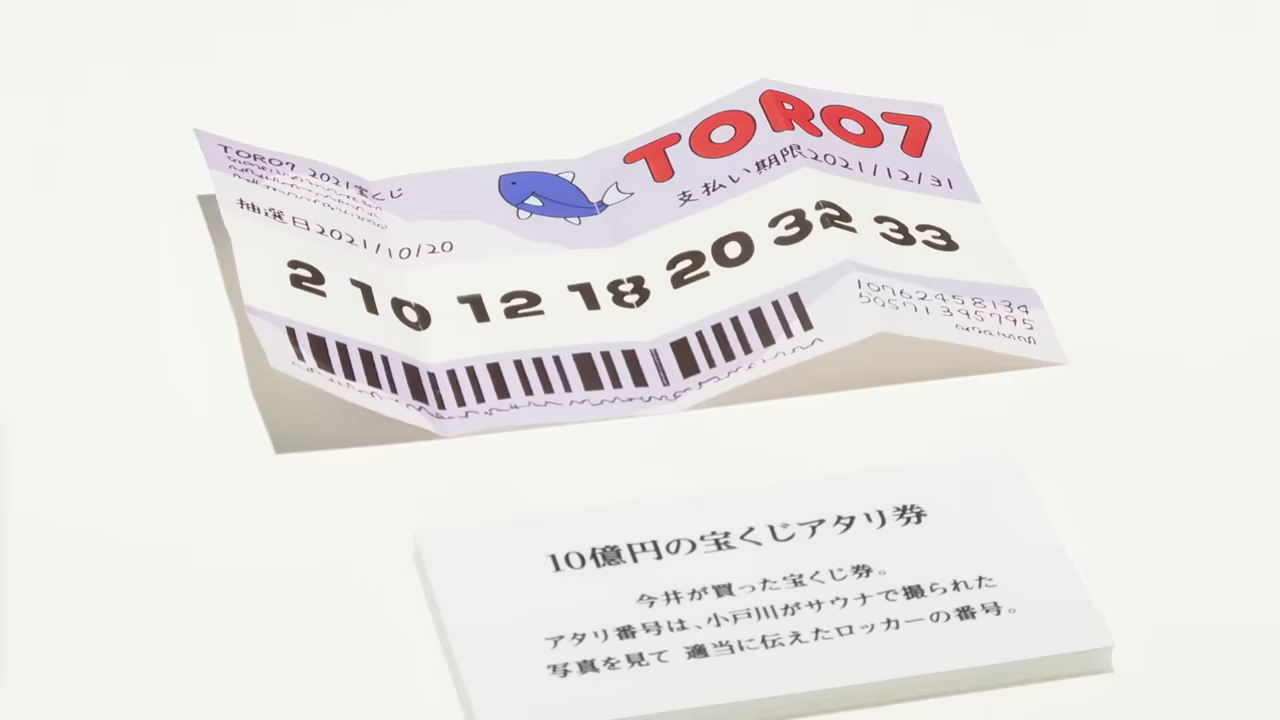 TORO7 2021宝くじ
抽選日2021/10/20
TORO7
支払い期限2021/12/31
2 10 12 18 20 32 33
10762458134
50571395795
10億円の宝くじアタリ券
今井が買った宝くじ券。
アタリ番号は、小戸川がサウナで撮られた
写真を見て 適当に伝えたロッカーの番号。